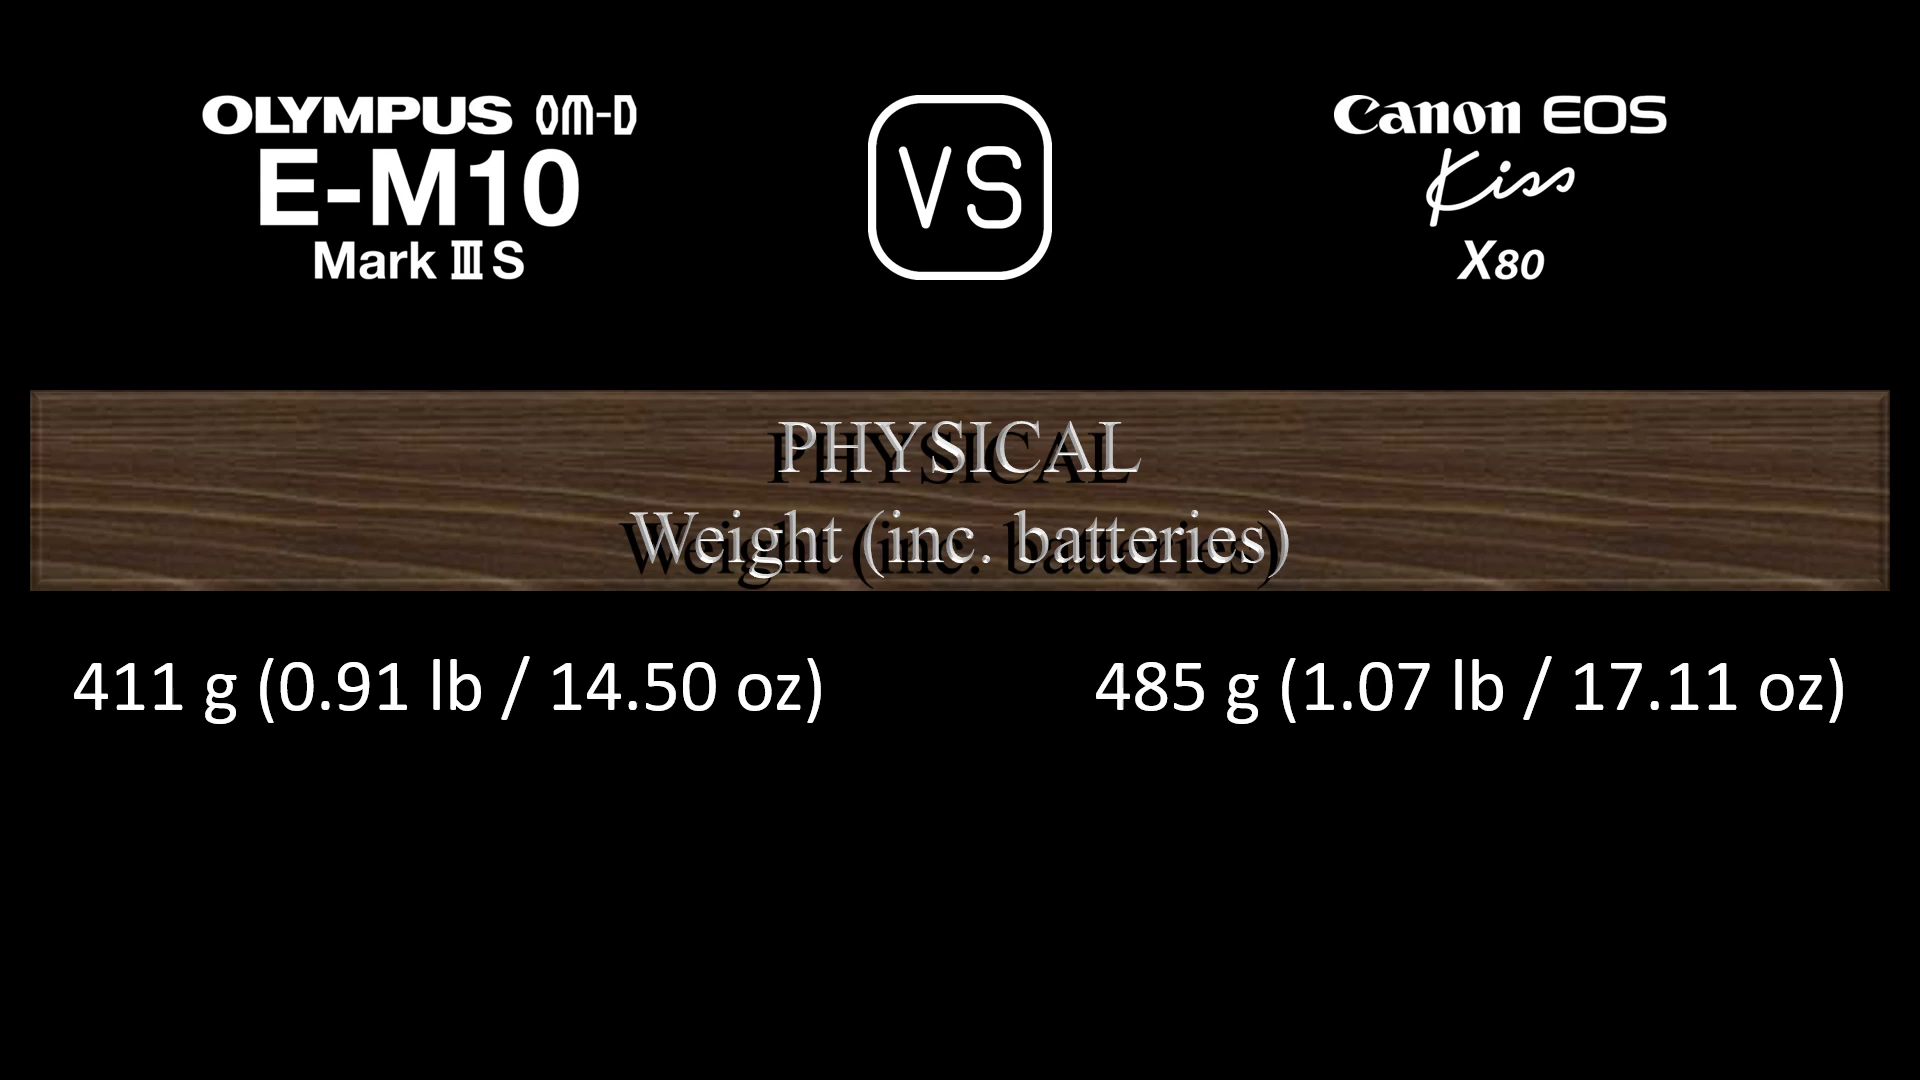 OLYMPUS OM-D
E-M10
Mark III S
VS
Canon EOS
Kiss
X80
PHYSICAL
Weight (inc. batteries)
411 g (0.91 lb / 14.50 oz)
485 g (1.07 lb / 17.11 oz)